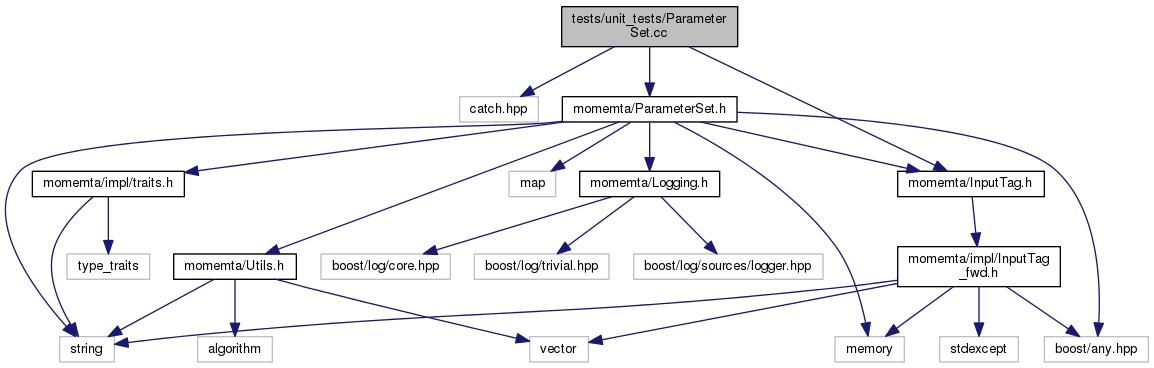 tests/unit_tests/Parameter
Set.cc
catch.hpp
momemta/ParameterSet.h
momemta/impl/traits.h
map
momemta/Logging.h
momemta/InputTag.h
type_traits
momemta/Utils.h
boost/log/core.hpp
boost/log/trivial.hpp
boost/log/sources/logger.hpp
momemta/impl/InputTag
_fwd.h
string
algorithm
vector
memory
stdexcept
boost/any.hpp